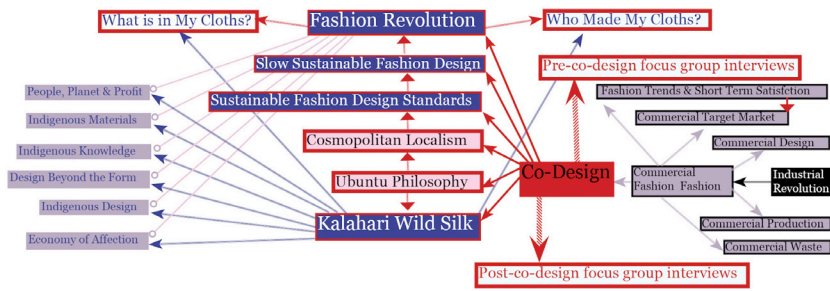 What is in My Cloths?
Fashion Revolution
Who Made My Cloths?
Slow Sustainable Fashion Design
Pre-co-design focus group interviews
People, Planet & Profit
Sustainable Fashion Design Standards
Fashion Trends & Short Term Satisfction
Indigenous Materials
Commercial Target Market
Cosmopolitan Localism
Commercial Design
Indigenous Knowledge
Co-Design
Commercial
Fashion Fashion
Industrial
Revolution
Design Beyond the Form
Ubuntu Philosophy
Indigenous Design
Kalahari Wild Silk
Commercial Production
Economy of Affection
Commercial Waste
Post-co-design focus group interviews